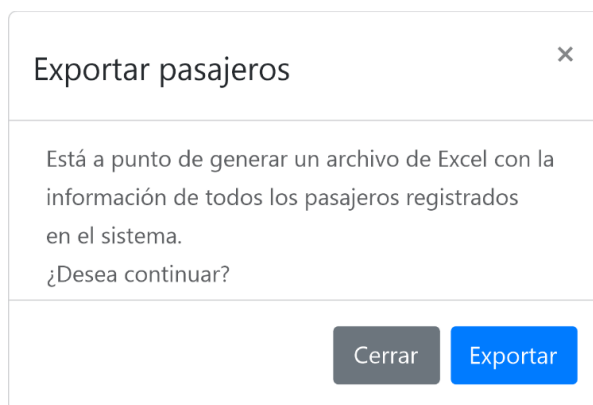 Exportar pasajeros
×
Está a punto de generar un archivo de Excel con la
información de todos los pasajeros registrados
en el sistema.
¿Desea continuar?
Cerrar
Exportar